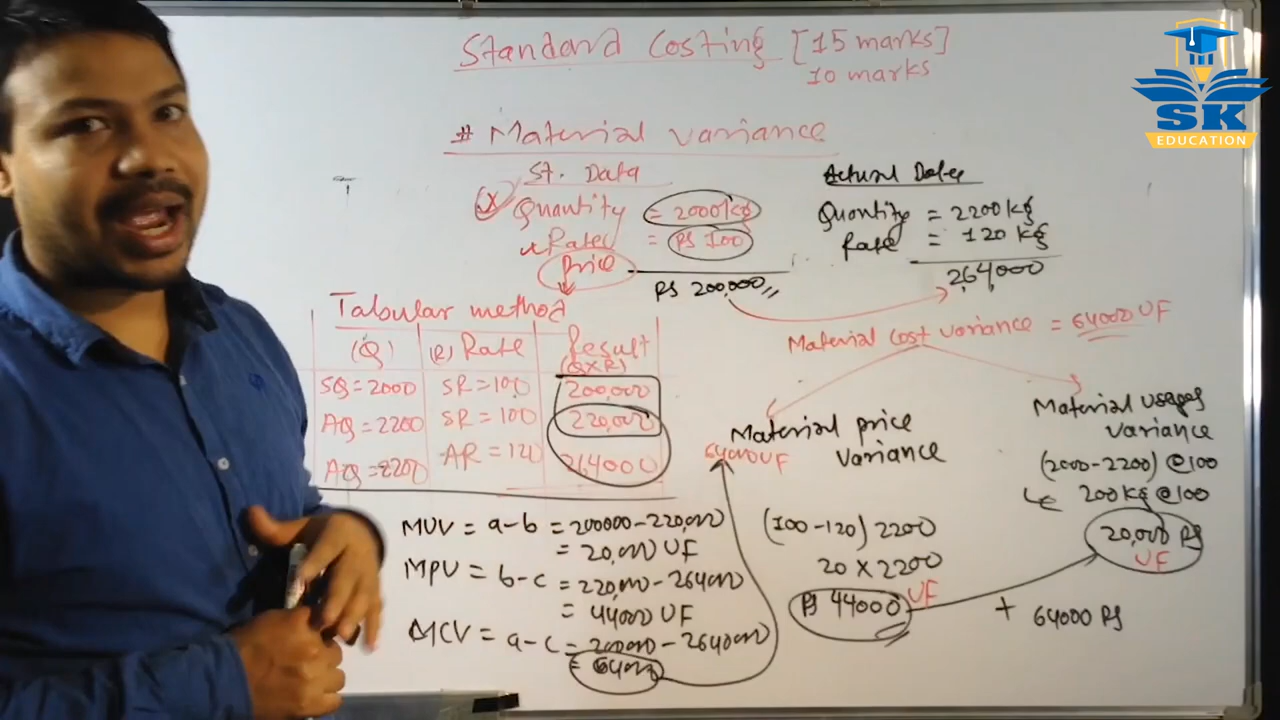 Standard Costing [15 marks]
10 marks
SK
EDUCATION
# Material variance
St. Data
Quantity = 2000 kg
Rate = Rs 100
Price
Rs 200,000
Actual Data
Quantity = 2200 kg
Rate = 120 kg
264000
Material cost variance = 64000 UF
Tabular method
(Q) (R) Rate Result
(QXR)
SQ = 2000 SR = 100 200,000
AQ = 2200 SR = 100 220,000
AQ = 2200 AR = 120 264000
MUV = a-b = 200000 - 220,000
= 20,000 UF
MPV = b-c = 220,000 - 264000
= 44000 UF
MCV = a-c = 200000 - 264000
= 64000
64000 UF
Material price
variance
(100-120) 2200
20 X 2200
Rs 44000 UF
Material usages
variance
(2000-2200) @100
200kg @100
20,000 Rs
UF
+ 64000 Rs